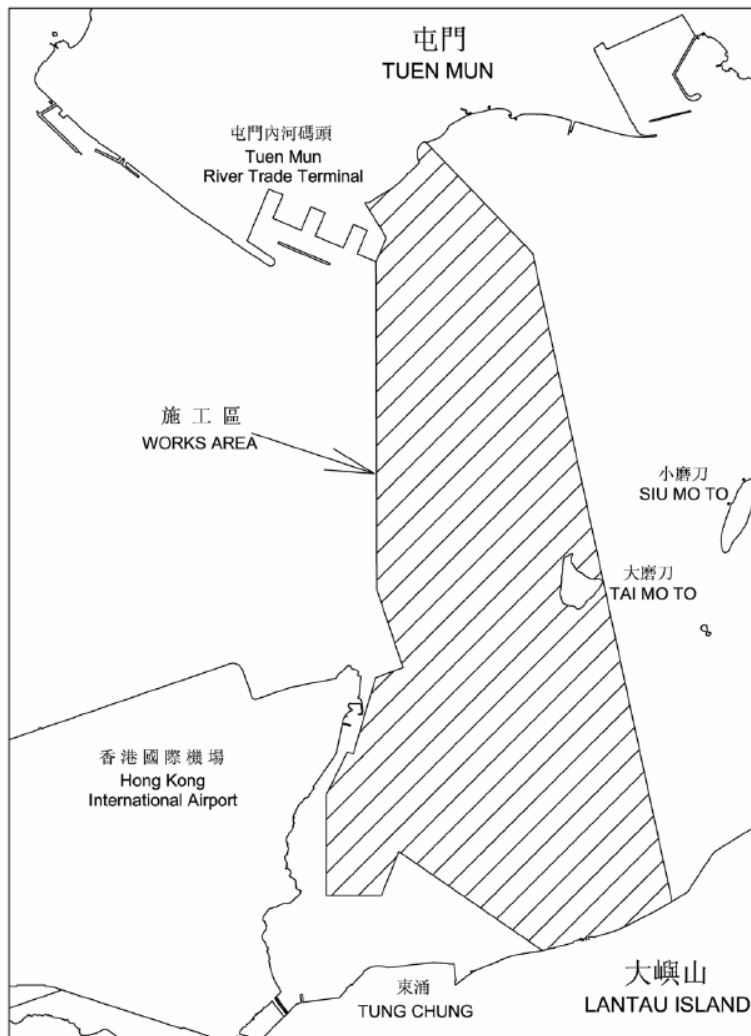 屯門
TUEN MUN
屯門內河碼頭
Tuen Mun
River Trade Terminal
施工區
WORKS AREA
小磨刀
SIU MO TO
大磨刀
TAI MO TO
香港國際機場
Hong Kong
International Airport
東涌
TUNG CHUNG
大嶼山
LANTAU ISLAND